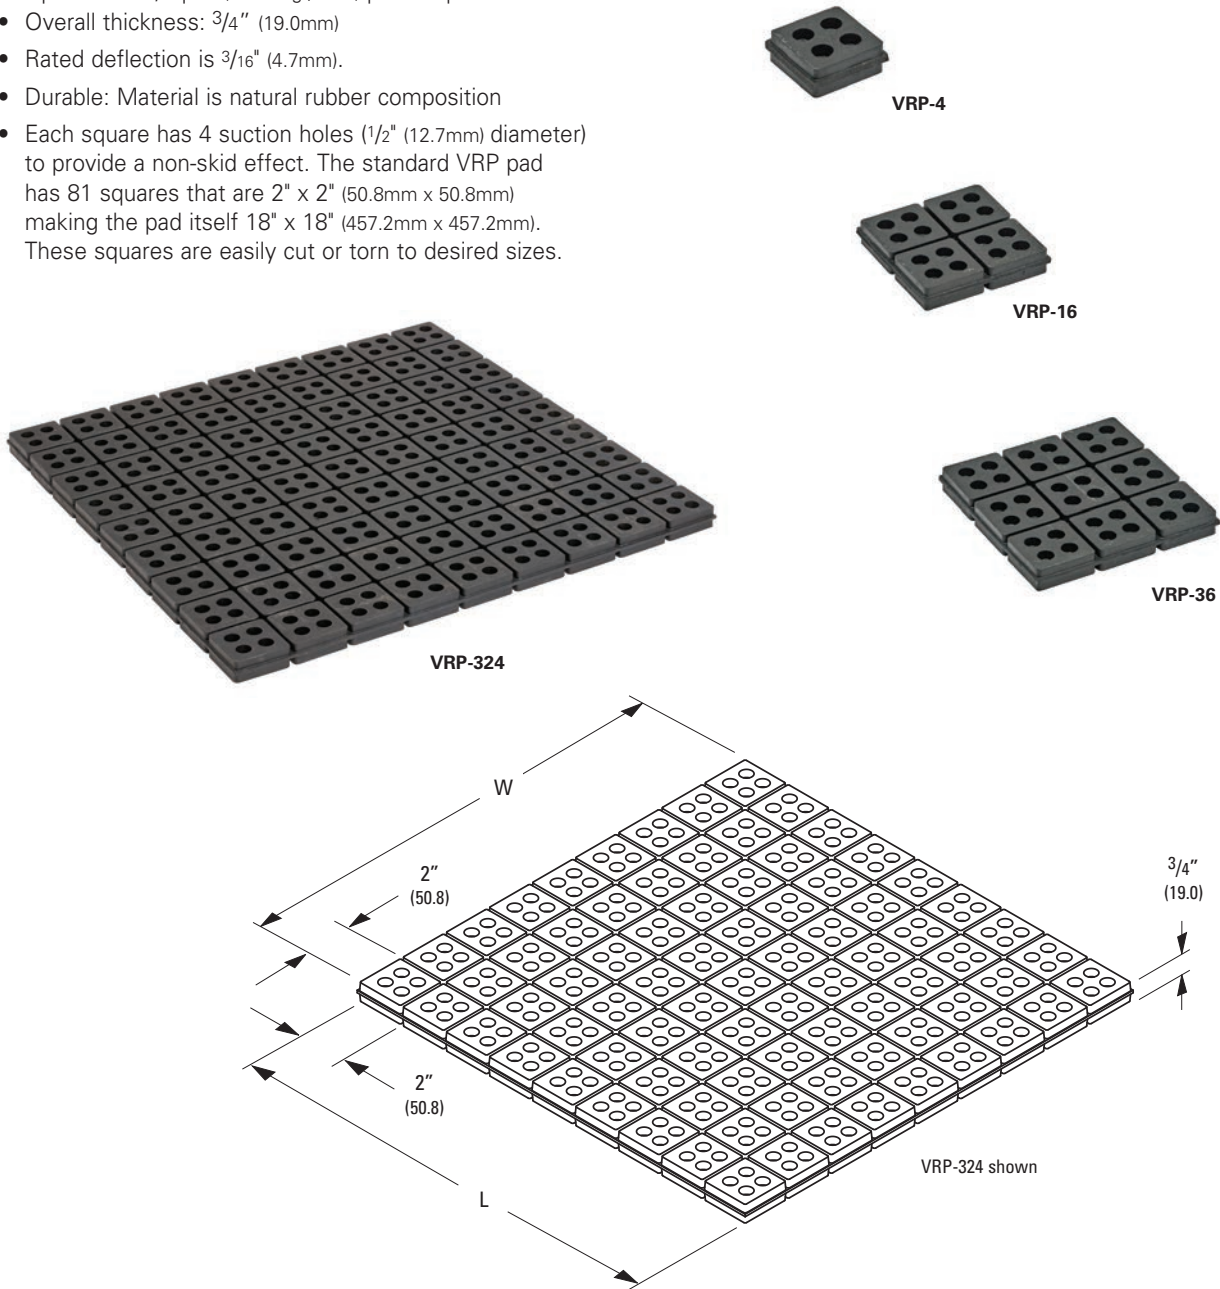 • Overall thickness: 3/4" (19.0mm)
• Rated deflection is 3/16" (4.7mm).
• Durable: Material is natural rubber composition
• Each square has 4 suction holes (1/2" (12.7mm) diameter)
to provide a non-skid effect. The standard VRP pad
has 81 squares that are 2" x 2" (50.8mm x 50.8mm)
making the pad itself 18" x 18" (457.2mm x 457.2mm).
These squares are easily cut or torn to desired sizes.
VRP-4
VRP-16
VRP-36
VRP-324
W
2"
(50.8)
3/4"
(19.0)
2"
(50.8)
L
VRP-324 shown